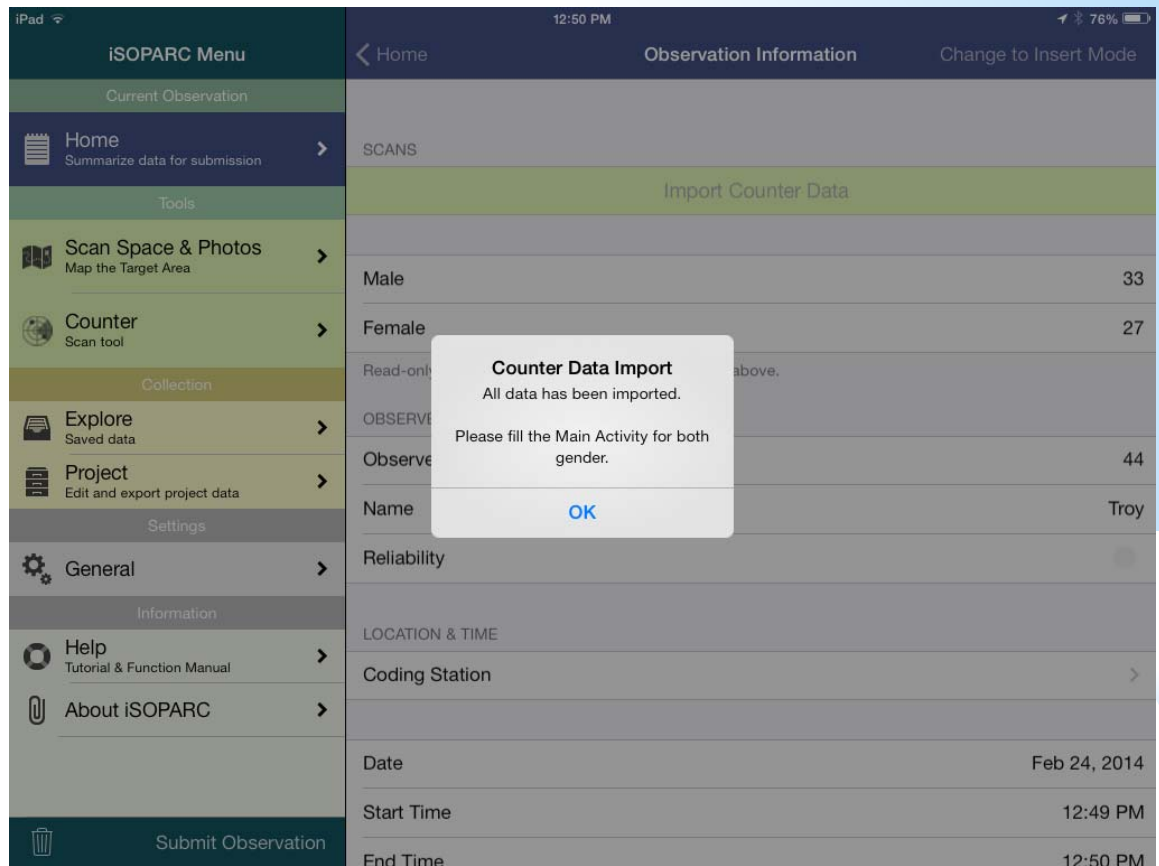 iPad
12:50 PM
76%
iSOPARC Menu
Current Observation
Home
Summarize data for submission
Tools
Scan Space & Photos
Map the Target Area
Counter
Scan tool
Collection
Explore
Saved data
Project
Edit and export project data
Settings
General
Information
Help
Tutorial & Function Manual
About iSOPARC
Submit Observation
Home
Observation Information
Change to Insert Mode
SCANS
Import Counter Data
Male 33
Female 27
Read-only above.
Counter Data Import
All data has been imported.
Please fill the Main Activity for both
gender.
OK
OBSERVE
Observe 44
Name Troy
Reliability
LOCATION & TIME
Coding Station
Date Feb 24, 2014
Start Time 12:49 PM
End Time 12:50 PM